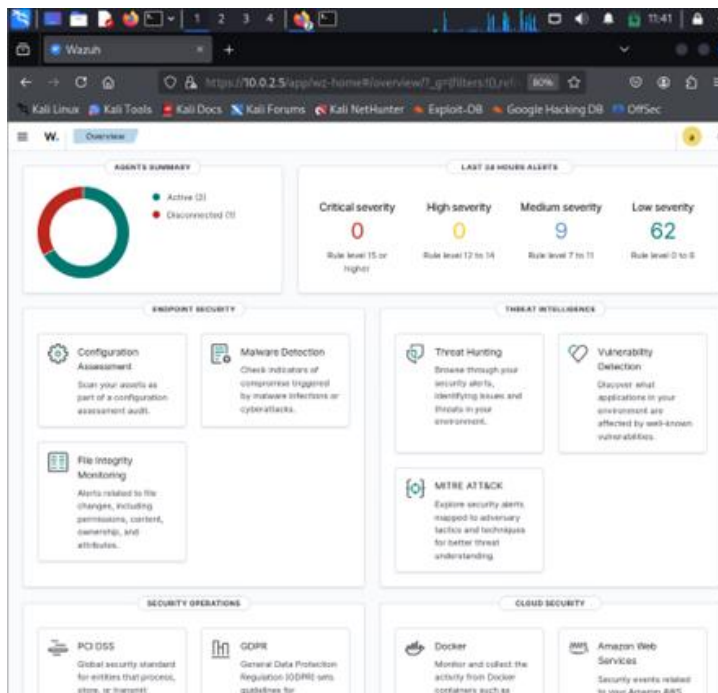 1 2 3 4
11:41
Wazuh
https://10.0.2.5/app/wz-home#/overview/?_g=(filters:!(),ref
80%
Kali Linux Kali Tools Kali Docs Kali Forums Kali NetHunter Exploit-DB Google Hacking DB OffSec
W. Overview
a
AGENTS SUMMARY
Active (2)
Disconnected (1)
LAST 24 HOURS ALERTS
Critical severity
0
Rule level 15 or
higher
High severity
0
Rule level 12 to 14
Medium severity
9
Rule level 7 to 11
Low severity
62
Rule level 0 to 6
ENDPOINT SECURITY
Configuration
Assessment
Scan your assets as
part of a configuration
assessment audit.
Malware Detection
Check indicators of
compromise triggered
by malware infections or
cyberattacks.
File Integrity
Monitoring
Alerts related to file
changes, including
permissions, content,
ownership, and
attributes.
THREAT INTELLIGENCE
Threat Hunting
Browse through your
security alerts,
identifying issues and
threats in your
environment.
Vulnerability
Detection
Discover what
applications in your
environment are
affected by well-known
vulnerabilities.
MITRE ATT&CK
Explore security alerts
mapped to adversary
tactics and techniques
for better threat
understanding.
SECURITY OPERATIONS
PCI DSS
Global security standard
for entities that process,
store, or transmit
GDPR
General Data Protection
Regulation (GDPR) sets
guidelines for
CLOUD SECURITY
Docker
Monitor and collect the
activity from Docker
containers such as
aws
Amazon Web
Services
Security events related
to your Amazon AWS